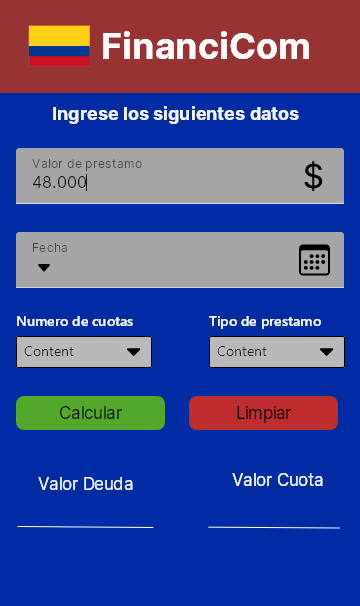 FinanciCom
Ingrese los siguientes datos
Valor de prestamo
48.000
$
Fecha
Numero de cuotas
Tipo de prestamo
Content
Content
Calcular
Limpiar
Valor Deuda
Valor Cuota